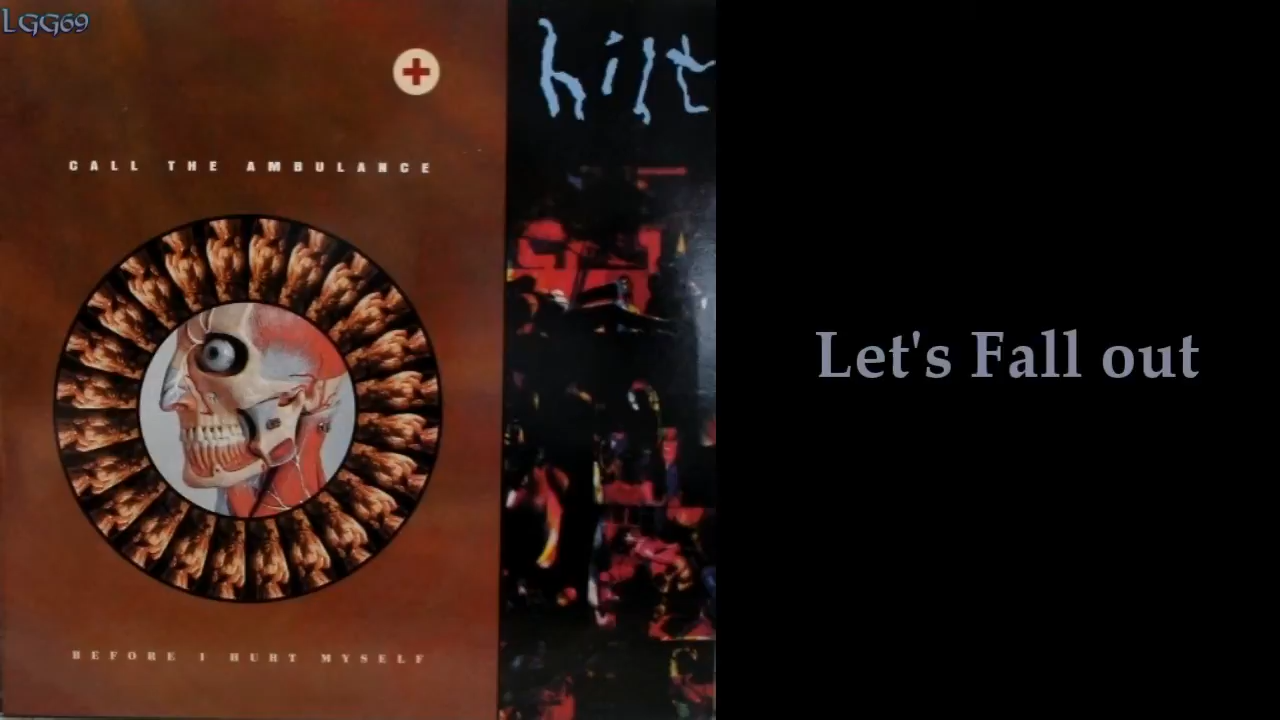 LGG69
CALL THE AMBULANCE
hilt
Let's Fall out
BEFORE I HURT MYSELF